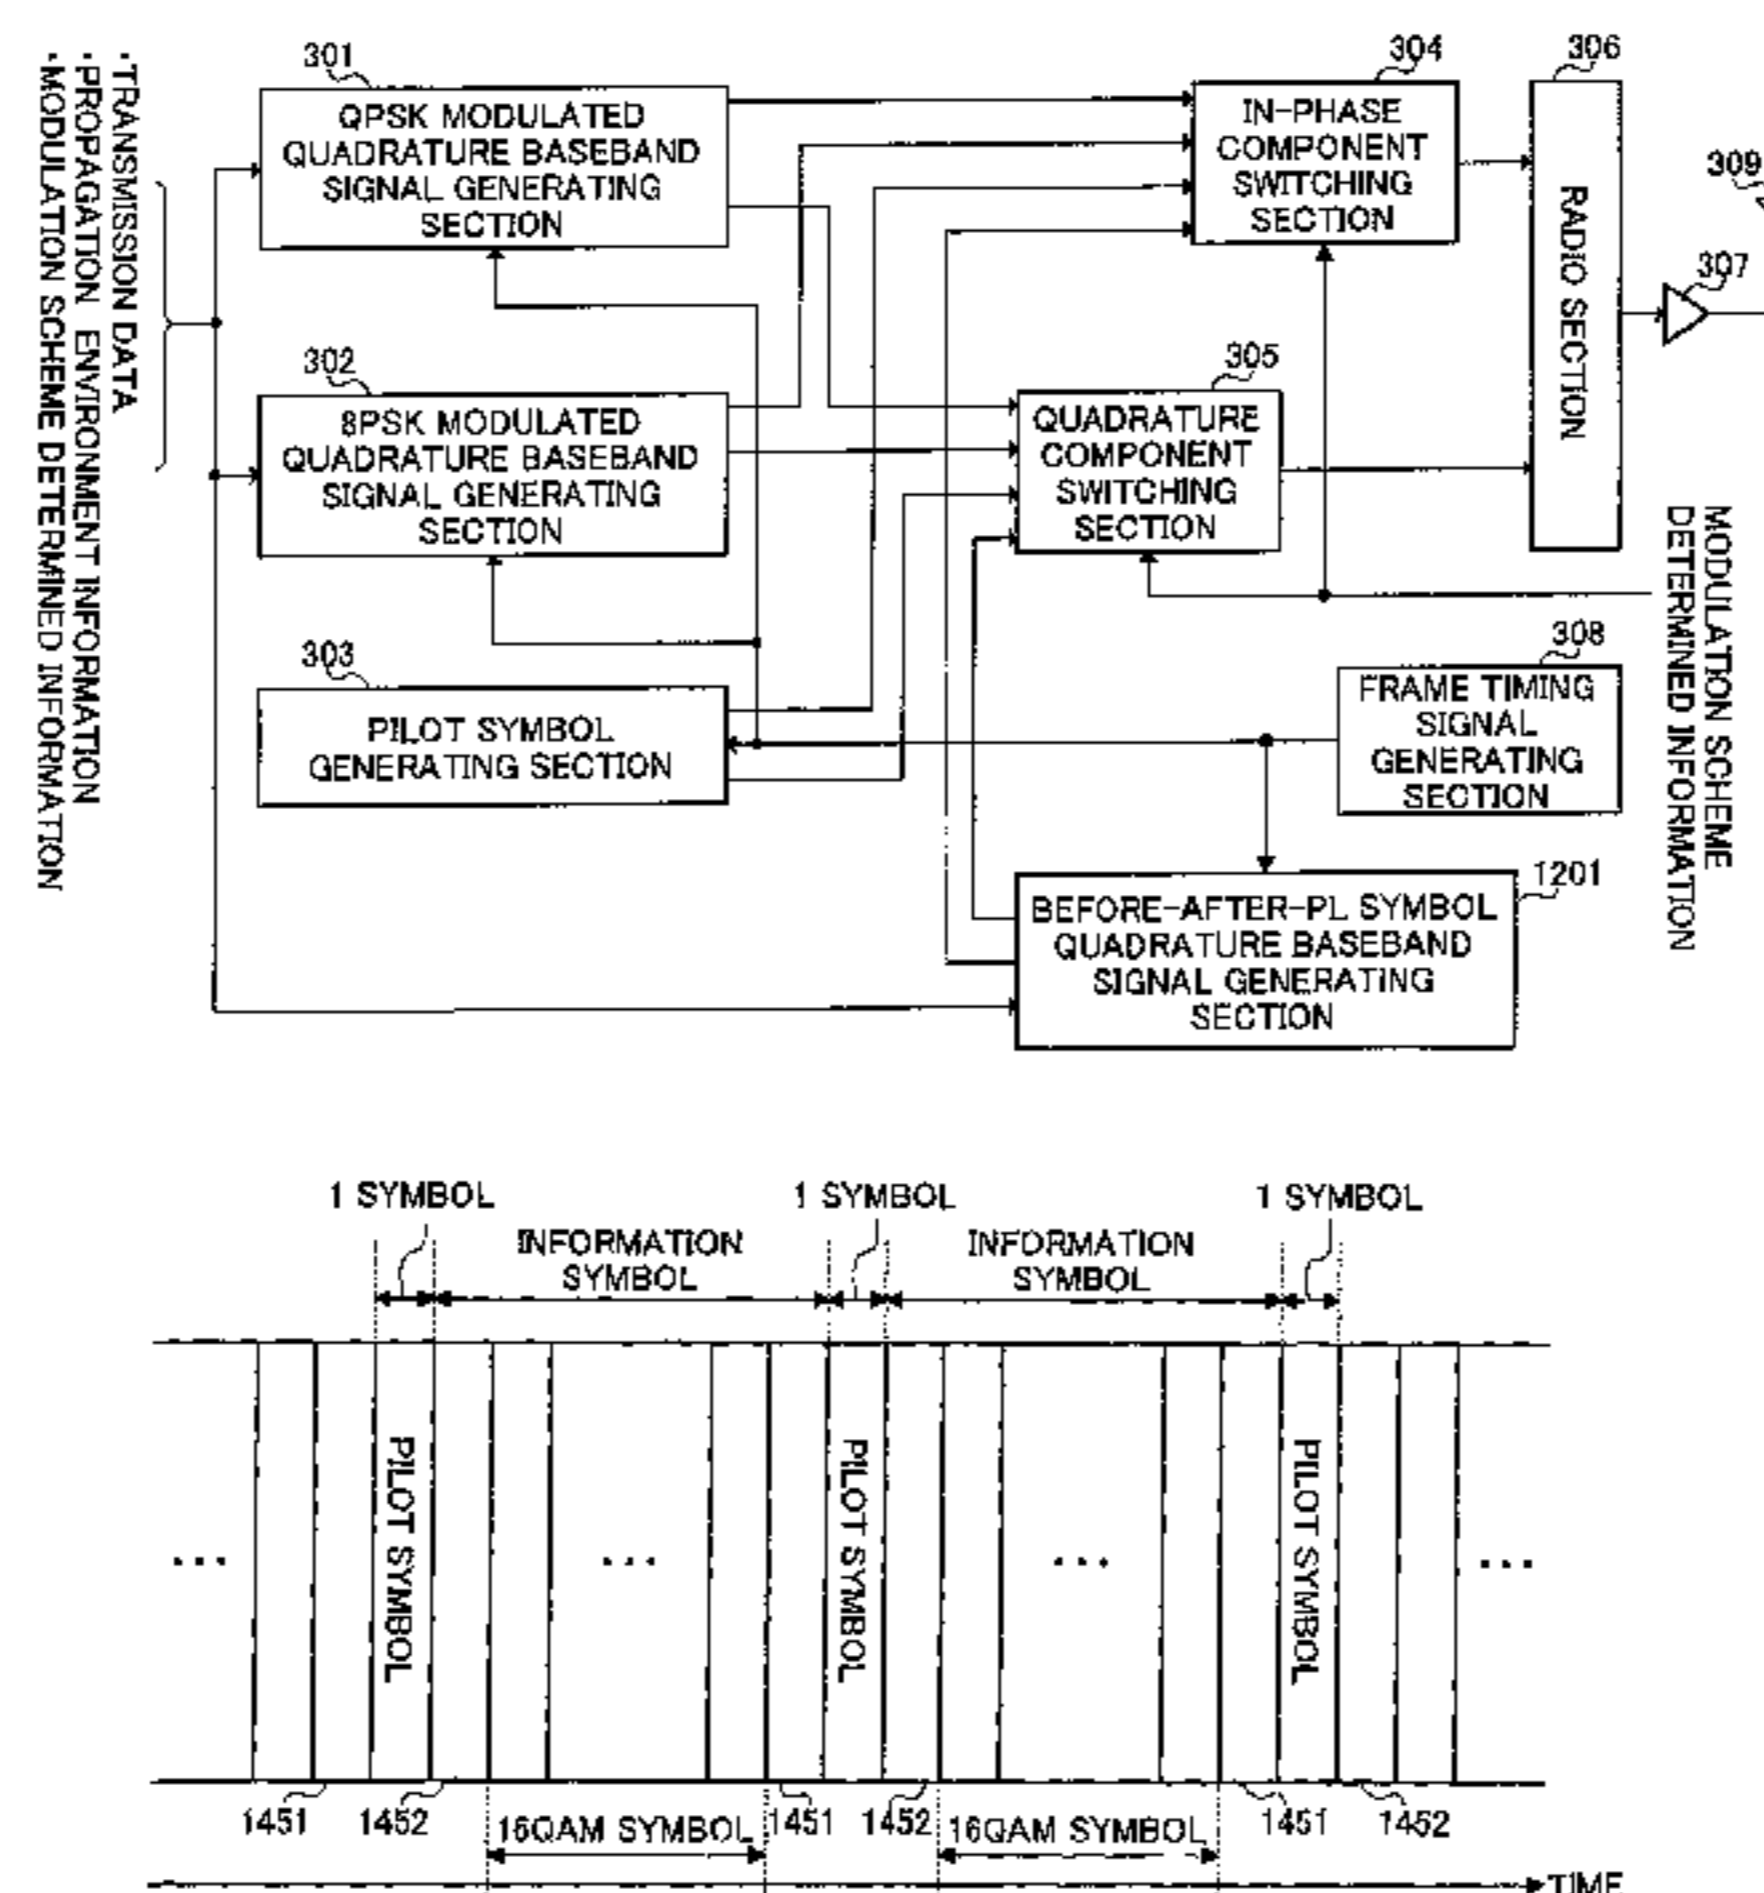 ·TRANSMISSION DATA
·PROPAGATION ENVIRONMENT INFORMATION
·MODULATION SCHEME DETERMINED INFORMATION
301
QPSK MODULATED
QUADRATURE BASEBAND
SIGNAL GENERATING
SECTION
304
IN-PHASE
COMPONENT
SWITCHING
SECTION
306
RADIO SECTION
309
307
302
8PSK MODULATED
QUADRATURE BASEBAND
SIGNAL GENERATING
SECTION
305
QUADRATURE
COMPONENT
SWITCHING
SECTION
MODULATION SCHEME
DETERMINED INFORMATION
303
PILOT SYMBOL
GENERATING SECTION
308
FRAME TIMING
SIGNAL
GENERATING
SECTION
1201
BEFORE-AFTER-PL SYMBOL
QUADRATURE BASEBAND
SIGNAL GENERATING
SECTION
1 SYMBOL
1 SYMBOL
1 SYMBOL
INFORMATION
SYMBOL
INFORMATION
SYMBOL
...
PILOT SYMBOL
...
PILOT SYMBOL
...
PILOT SYMBOL
...
1451
1452
16QAM SYMBOL
1451
1452
16QAM SYMBOL
1451
1452
TIME